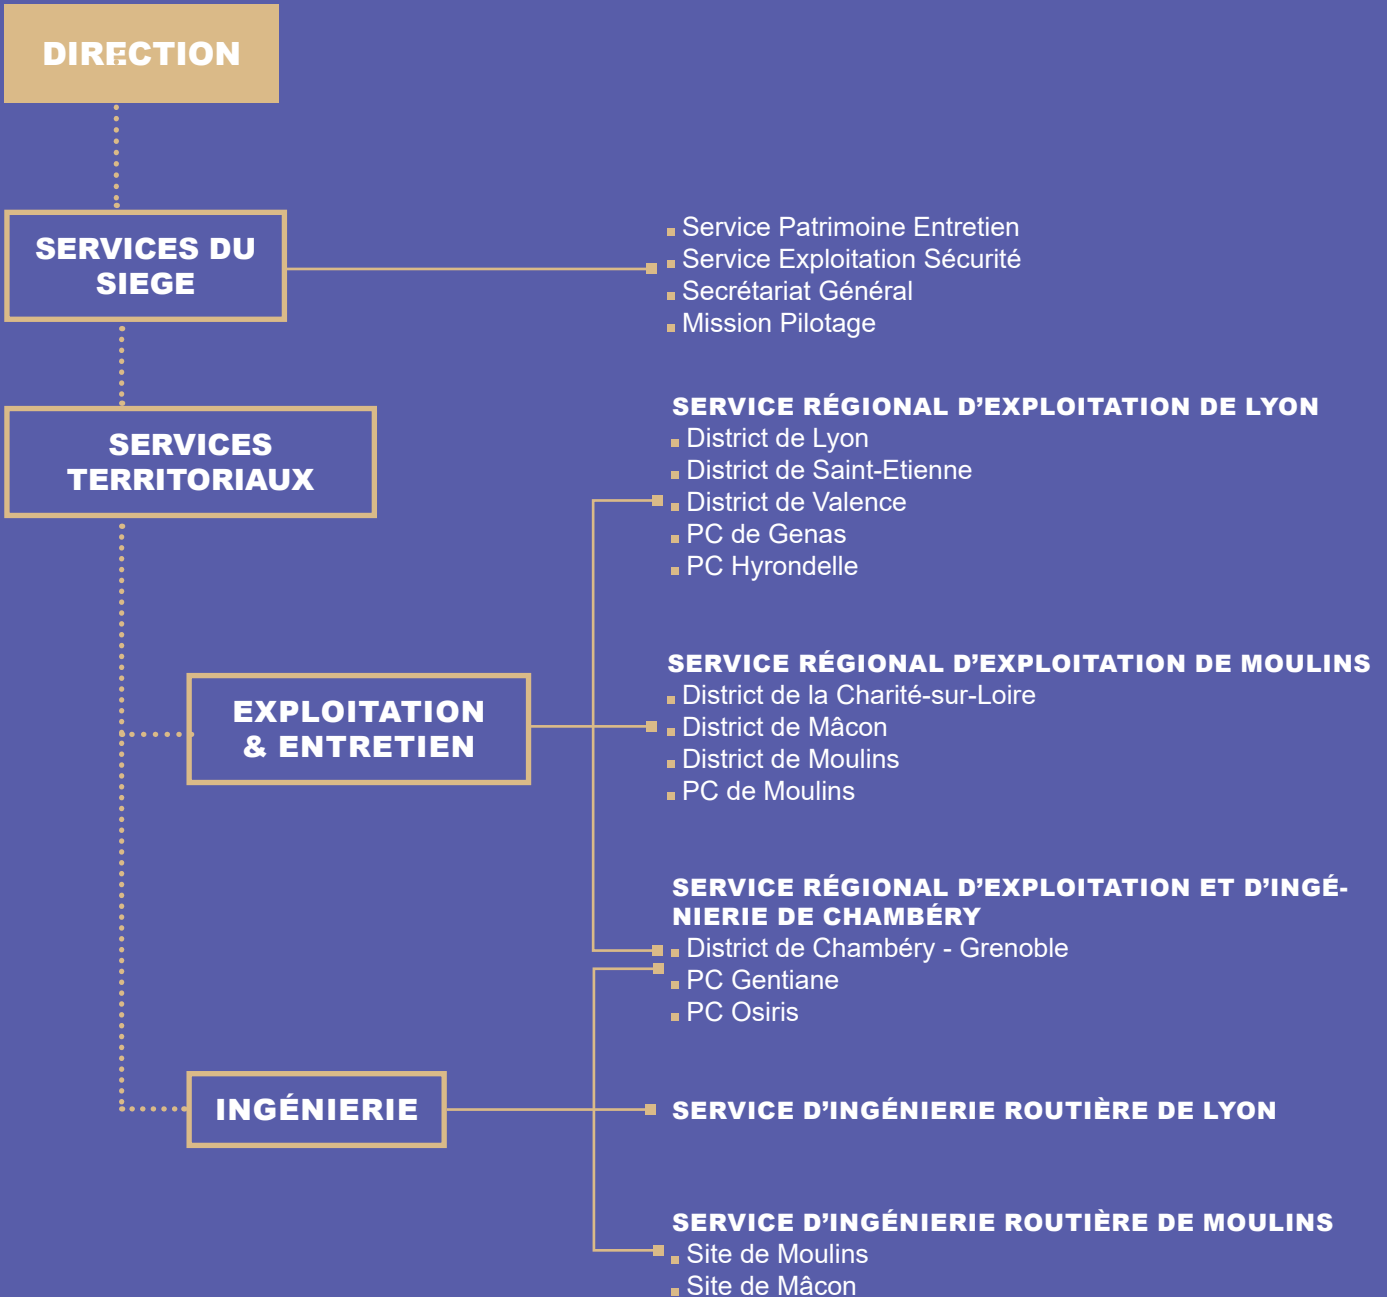 DIRECTION
SERVICES DU
SIEGE
Service Patrimoine Entretien
Service Exploitation Sécurité
Secrétariat Général
Mission Pilotage
SERVICES
TERRITORIAUX
SERVICE RÉGIONAL D’EXPLOITATION DE LYON
District de Lyon
District de Saint-Etienne
District de Valence
PC de Genas
PC Hyrondelle
EXPLOITATION
& ENTRETIEN
SERVICE RÉGIONAL D’EXPLOITATION DE MOULINS
District de la Charité-sur-Loire
District de Mâcon
District de Moulins
PC de Moulins
SERVICE RÉGIONAL D’EXPLOITATION ET D’INGÉ-
NIERIE DE CHAMBÉRY
District de Chambéry - Grenoble
PC Gentiane
PC Osiris
INGÉNIERIE
SERVICE D’INGÉNIERIE ROUTIÈRE DE LYON
SERVICE D’INGÉNIERIE ROUTIÈRE DE MOULINS
Site de Moulins
Site de Mâcon